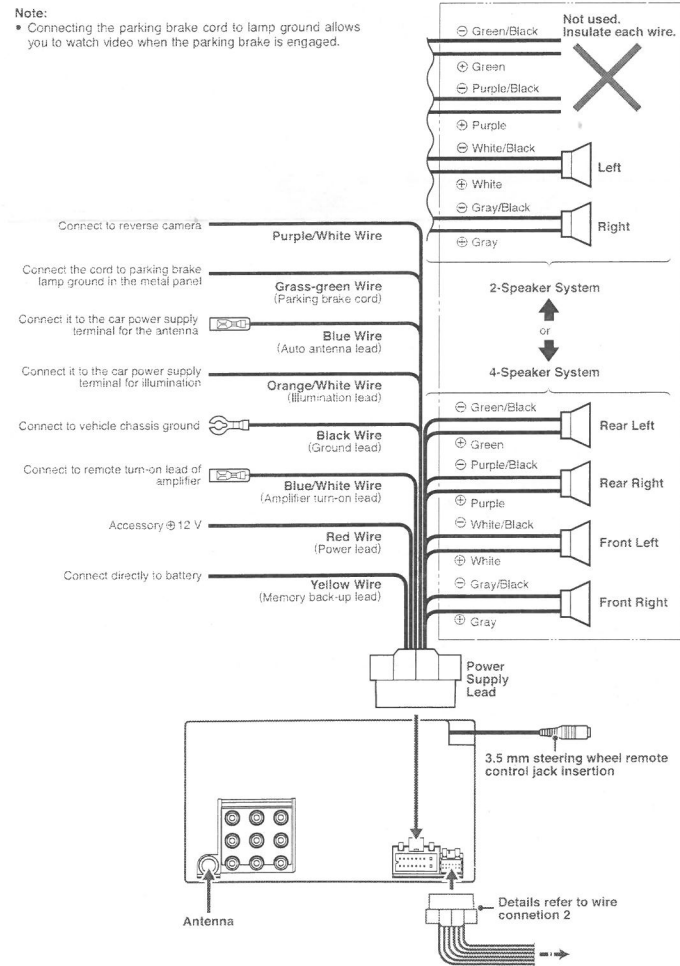 Note:
• Connecting the parking brake cord to lamp ground allows
you to watch video when the parking brake is engaged.
Not used.
Insulate each wire.
⊖ Green/Black
⊕ Green
⊖ Purple/Black
⊕ Purple
⊖ White/Black
Left
⊕ White
⊖ Gray/Black
Right
⊕ Gray
2-Speaker System
or
4-Speaker System
Connect to reverse camera
Purple/White Wire
Connect the cord to parking brake
lamp ground in the metal panel
Grass-green Wire
(Parking brake cord)
Connect it to the car power supply
terminal for the antenna
Blue Wire
(Auto antenna lead)
Connect it to the car power supply
terminal for illumination
Orange/White Wire
(Illumination lead)
Connect to vehicle chassis ground
Black Wire
(Ground lead)
Connect to remote turn-on lead of
amplifier
Blue/White Wire
(Amplifier turn-on lead)
Accessory ⊕ 12 V
Red Wire
(Power lead)
Connect directly to battery
Yellow Wire
(Memory back-up lead)
⊖ Green/Black
Rear Left
⊕ Green
⊖ Purple/Black
Rear Right
⊕ Purple
⊖ White/Black
Front Left
⊕ White
⊖ Gray/Black
Front Right
⊕ Gray
Power
Supply
Lead
3.5 mm steering wheel remote
control jack insertion
Antenna
Details refer to wire
connetion 2